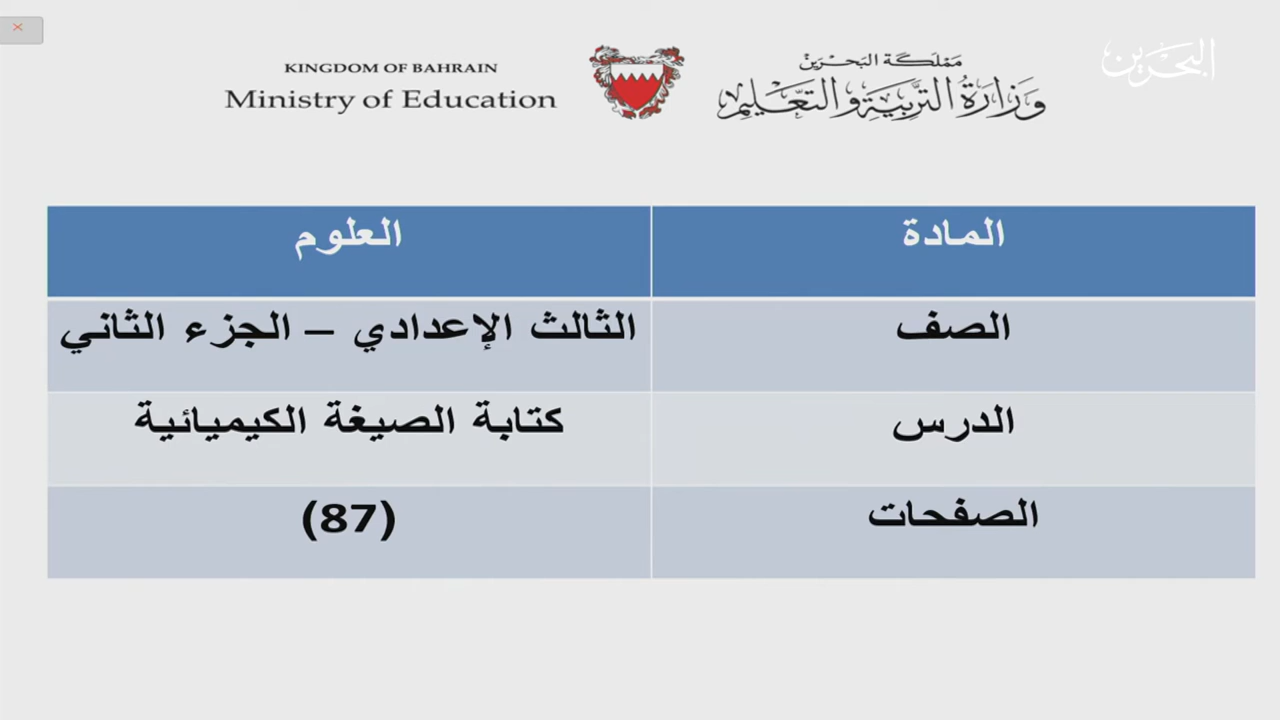 البحرين
مملكة البحرين
وزارة التربية والتعليم
KINGDOM OF BAHRAIN
Ministry of Education
المادة العلوم
الصف الثالث الإعدادي – الجزء الثاني
الدرس كتابة الصيغة الكيميائية
الصفحات (87)